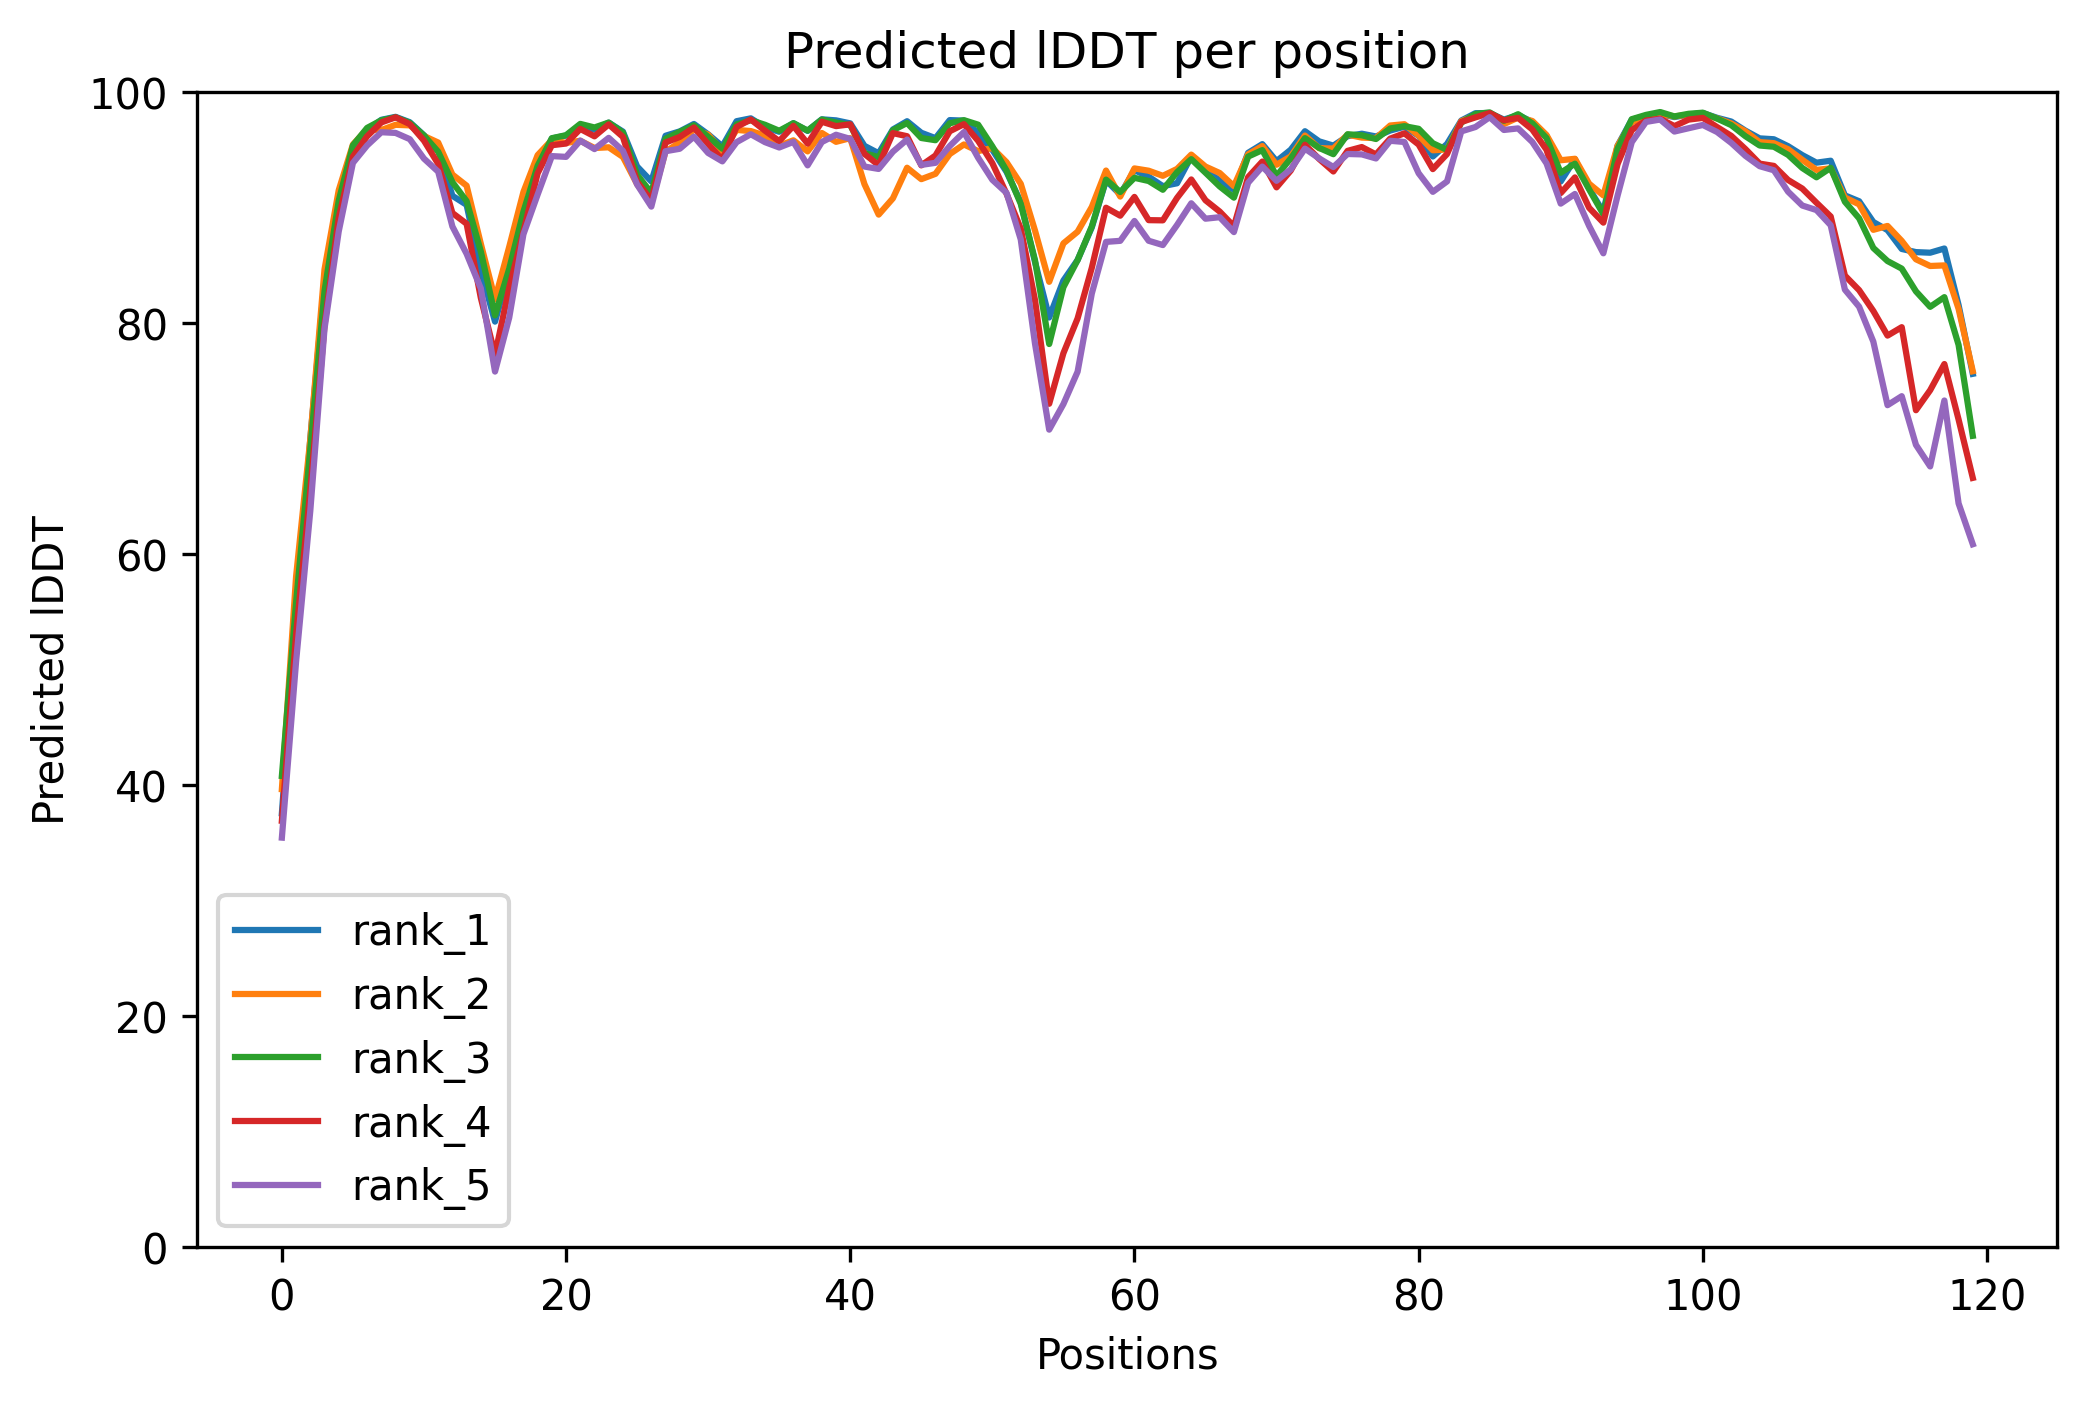 Predicted lDDT per position
100
80
60
40
20
0
Predicted lDDT
rank_1
rank_2
rank_3
rank_4
rank_5
0 20 40 60 80 100 120
Positions